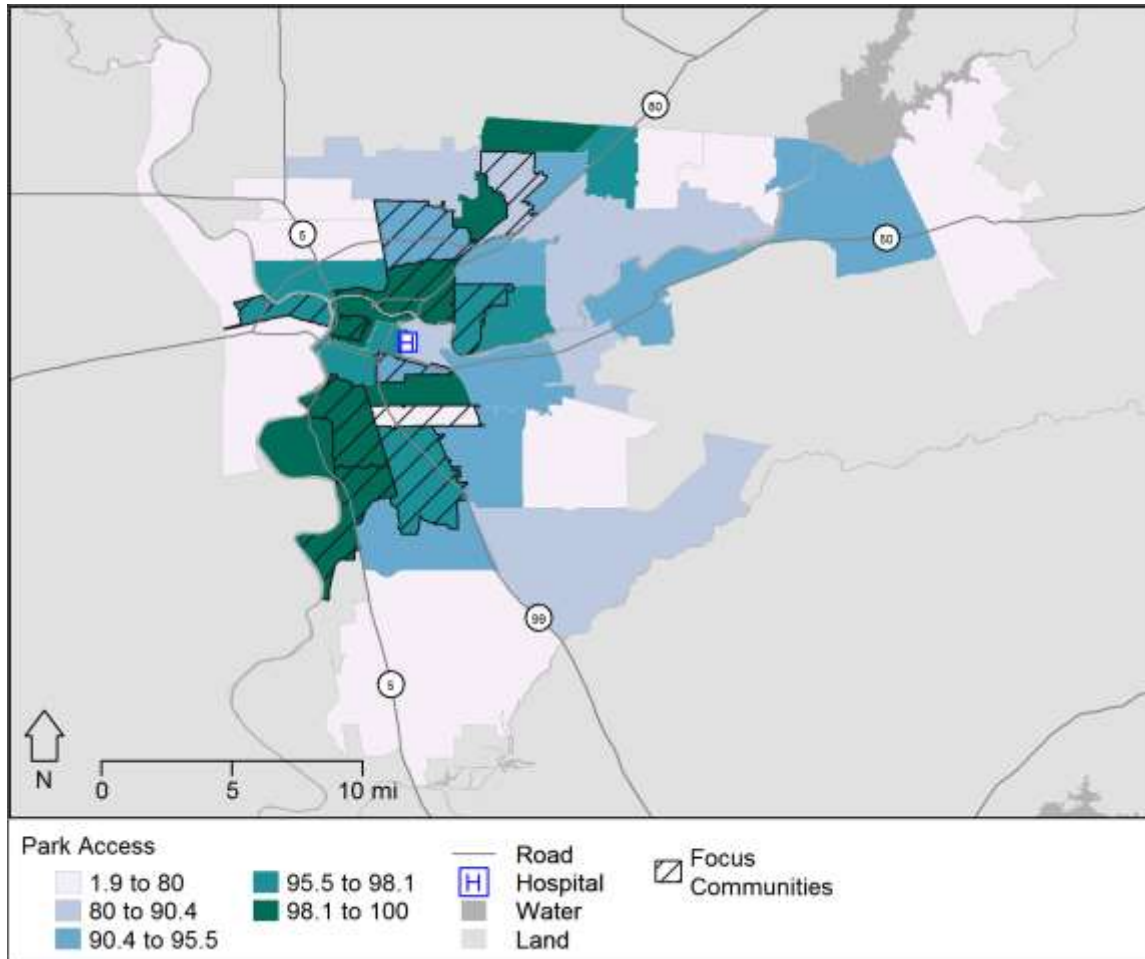 80
5
50
99
5
N
0 5 10 mi
Park Access
1.9 to 80
80 to 90.4
90.4 to 95.5
95.5 to 98.1
98.1 to 100
Road
H Hospital
Water
Land
Focus
Communities